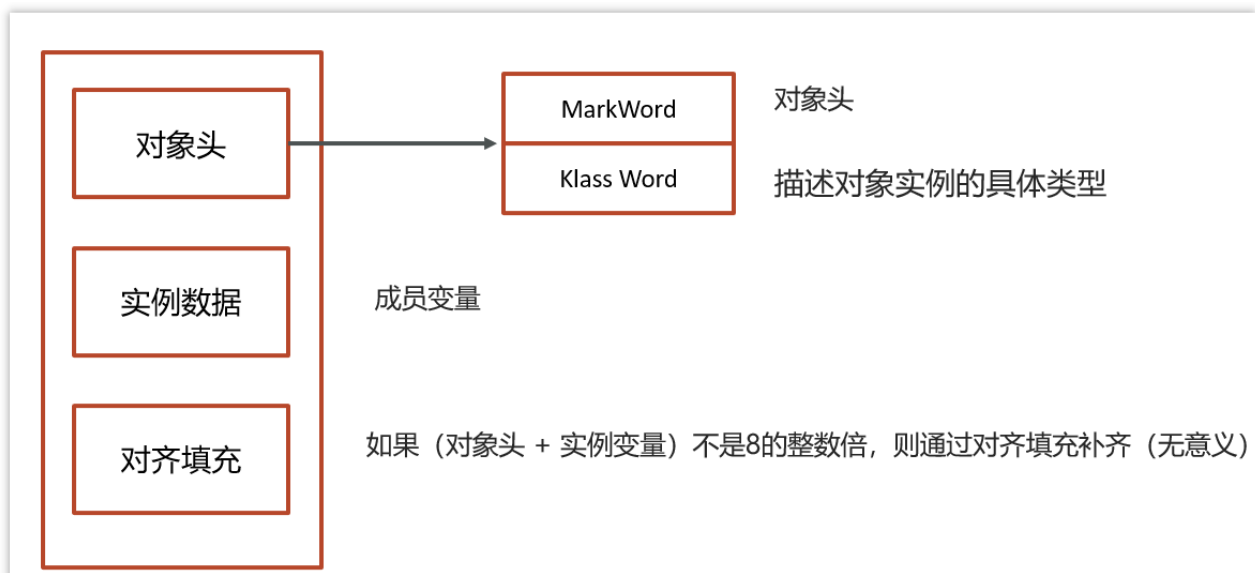 对象头
MarkWord
对象头
Klass Word
描述对象实例的具体类型
实例数据
成员变量
对齐填充
如果（对象头 + 实例变量）不是8的整数倍，则通过对齐填充补齐（无意义）